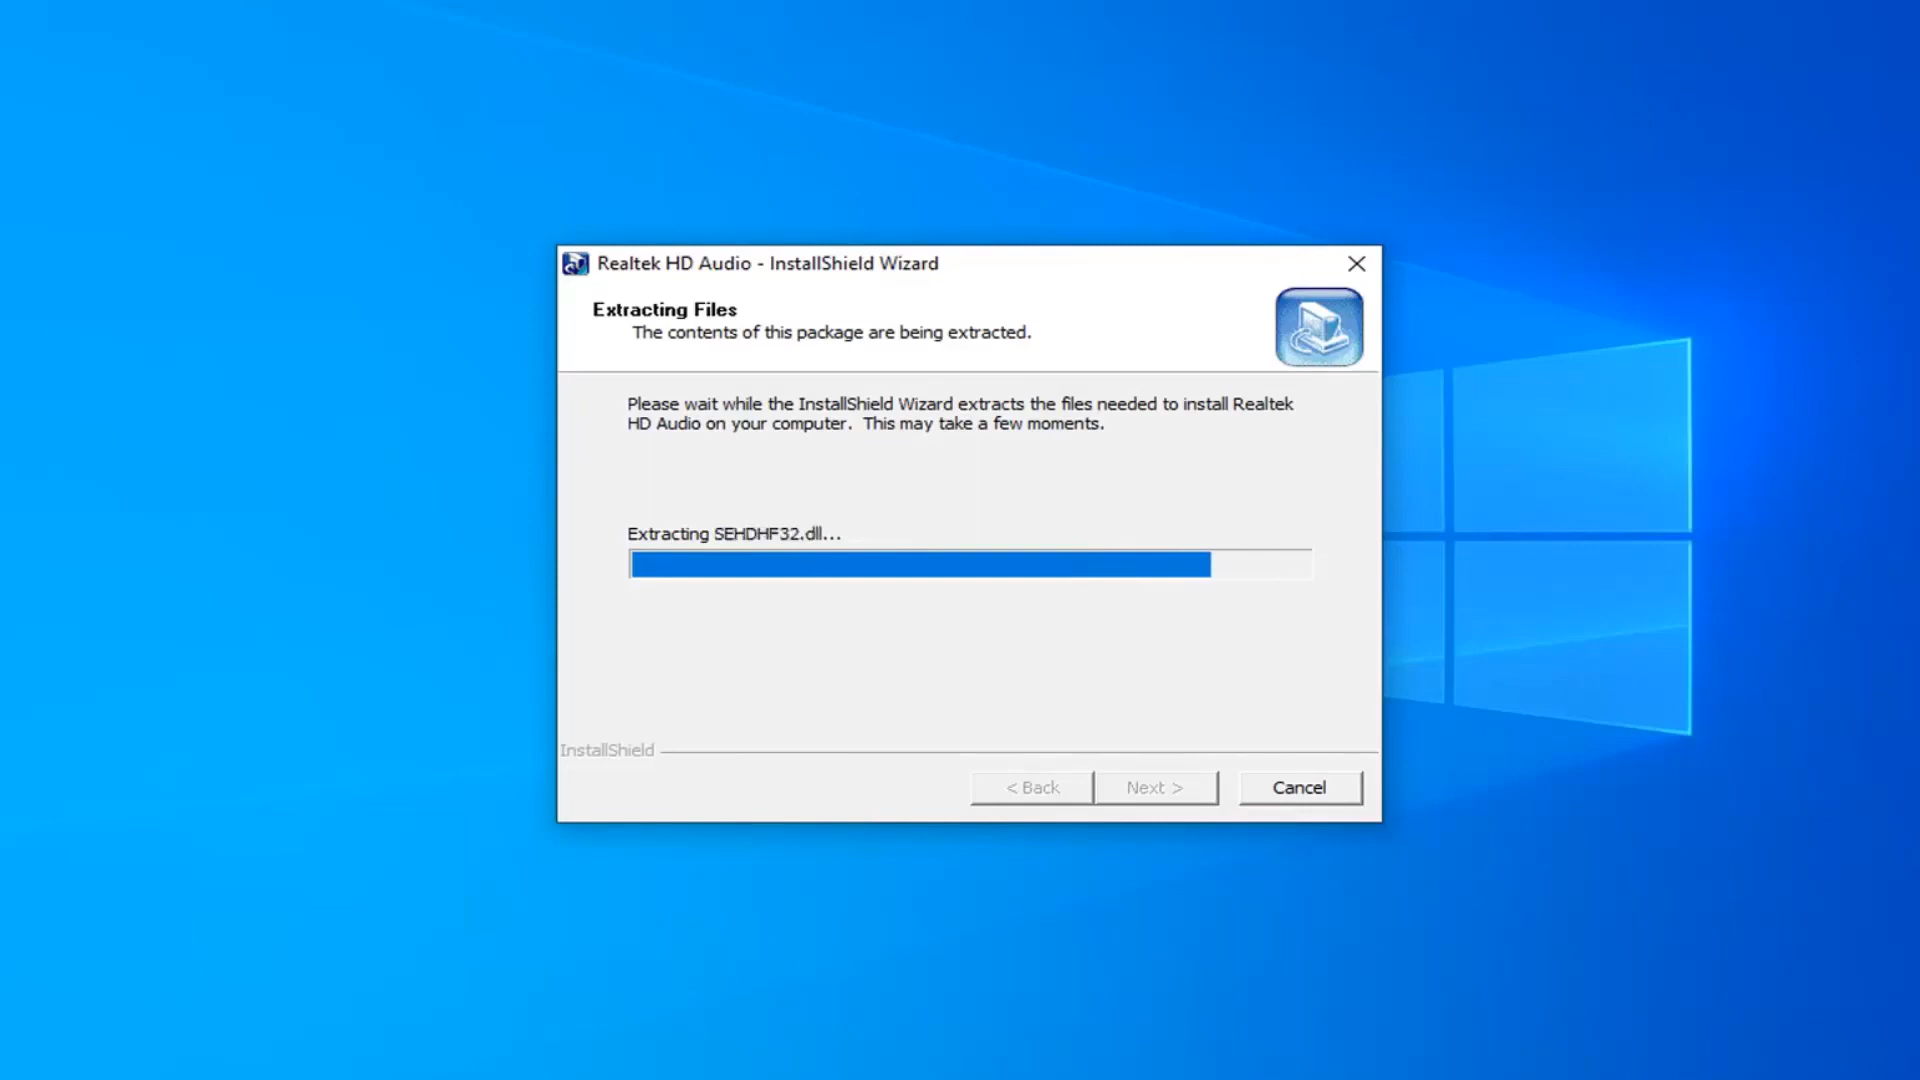 Realtek HD Audio - InstallShield Wizard
Extracting Files
The contents of this package are being extracted.
Please wait while the InstallShield Wizard extracts the files needed to install Realtek
HD Audio on your computer.  This may take a few moments.
Extracting SEHDHF32.dll...
InstallShield
< Back
Next >
Cancel